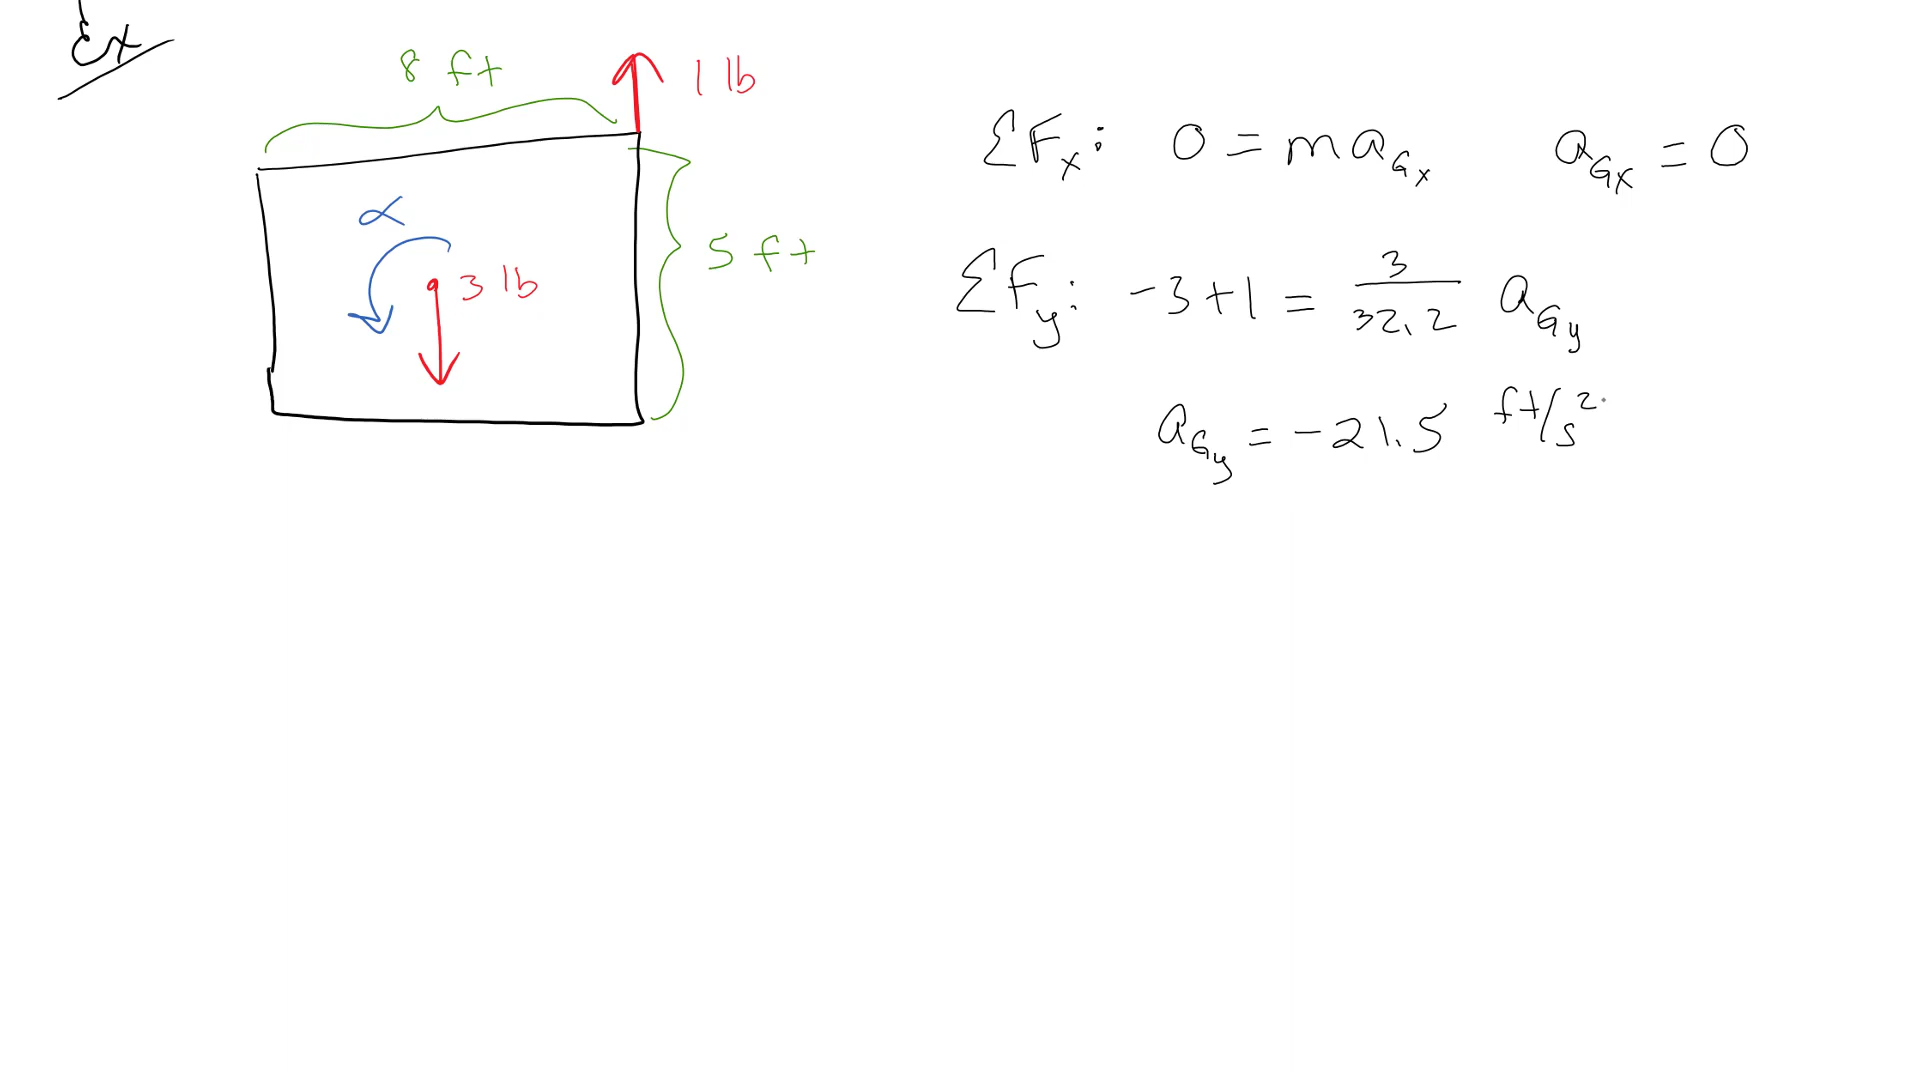 Ex
8 ft
1 lb
α
3 lb
5 ft
ΣFx: 0 = m aGx aGx = 0
ΣFy: -3+1 = 3/32.2 aGy
aGy = -21.5 ft/s²